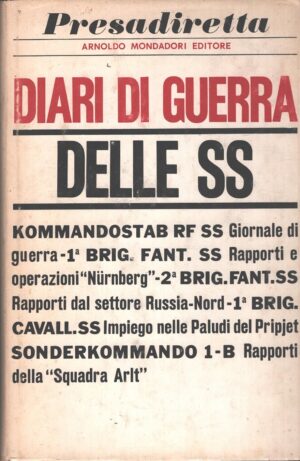 Presadiretta
ARNOLDO MONDADORI EDITORE
DIARI DI GUERRA
DELLE SS
KOMMANDOSTAB RF SS Giornale di
guerra-1ª BRIG. FANT. SS Rapporti e
operazioni "Nürnberg"-2ª BRIG.FANT.SS
Rapporti dal settore Russia-Nord-1ª BRIG.
CAVALL.SS Impiego nelle Paludi del Pripjet
SONDERKOMMANDO 1-B Rapporti
della "Squadra Arlt"